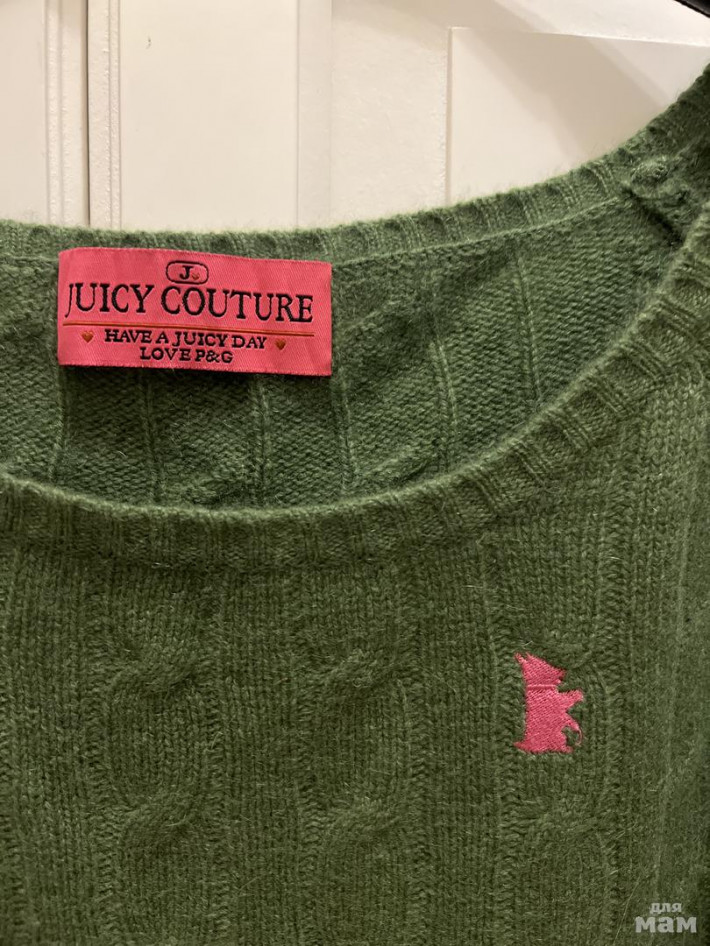 J
JUICY COUTURE
HAVE A JUICY DAY
LOVE P&G
для
мам